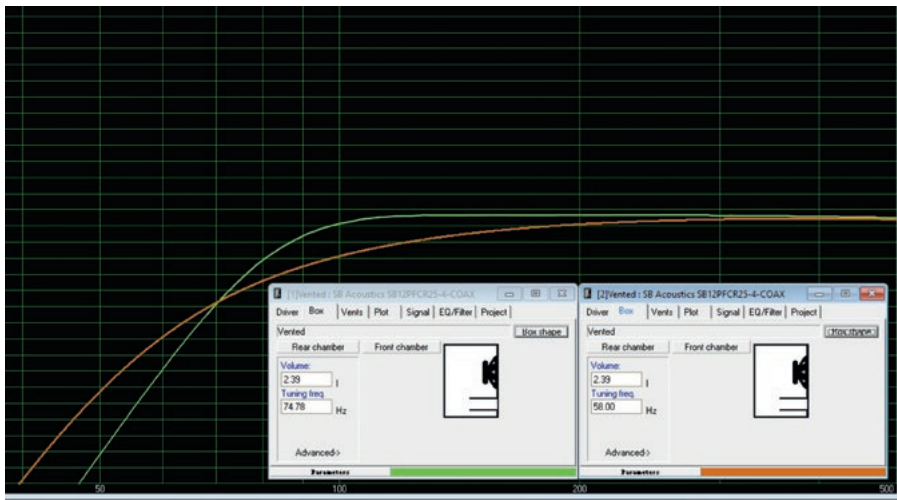 [1]Vented : SB Acoustics SB12PFCR25-4-COAX
Driver Box Vents Plot Signal EQ/Filter Project
Vented Box shape
Rear chamber Front chamber
Volume:
2.39 l
Tuning freq.
74.78 Hz
Advanced->
Parameters
[2]Vented : SB Acoustics SB12PFCR25-4-COAX
Driver Box Vents Plot Signal EQ/Filter Project
Vented Box shape
Rear chamber Front chamber
Volume:
2.39 l
Tuning freq.
58.00 Hz
Advanced->
Parameters
50 100 200 500